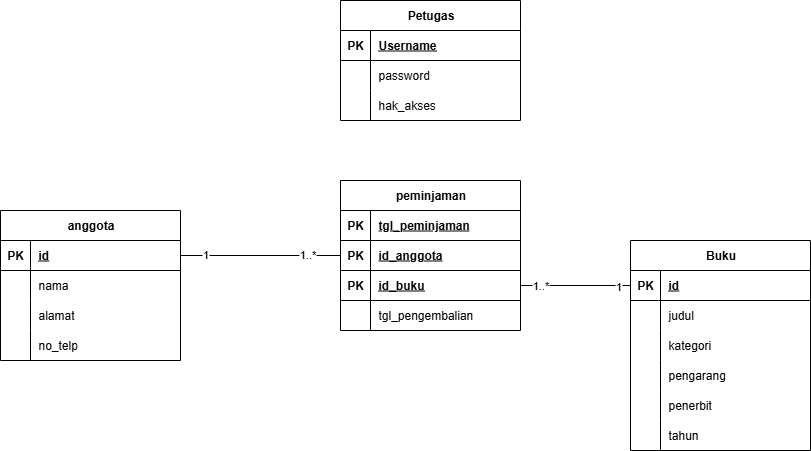 Petugas
PK Username
password
hak_akses
anggota
PK id
nama
alamat
no_telp
1
1..*
peminjaman
PK tgl_peminjaman
PK id_anggota
PK id_buku
tgl_pengembalian
1..*
1
Buku
PK id
judul
kategori
pengarang
penerbit
tahun